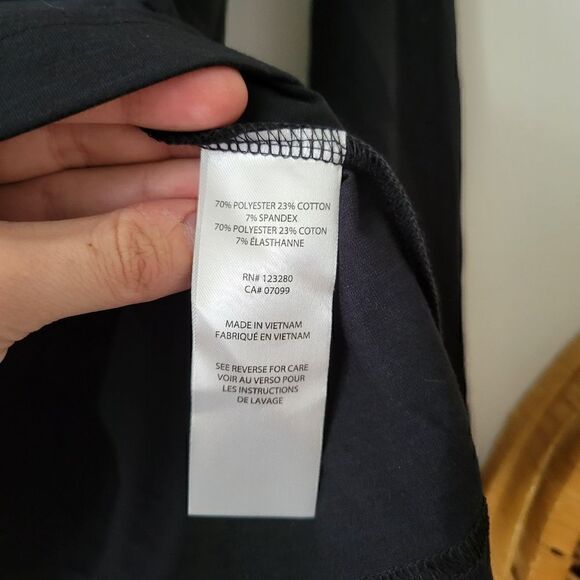 70% POLYESTER 23% COTTON
7% SPANDEX
70% POLYESTER 23% COTON
7% ÉLASTHANNE
RN# 123280
CA# 07099
MADE IN VIETNAM
FABRIQUÉ EN VIETNAM
SEE REVERSE FOR CARE
VOIR AU VERSO POUR
LES INSTRUCTIONS
DE LAVAGE